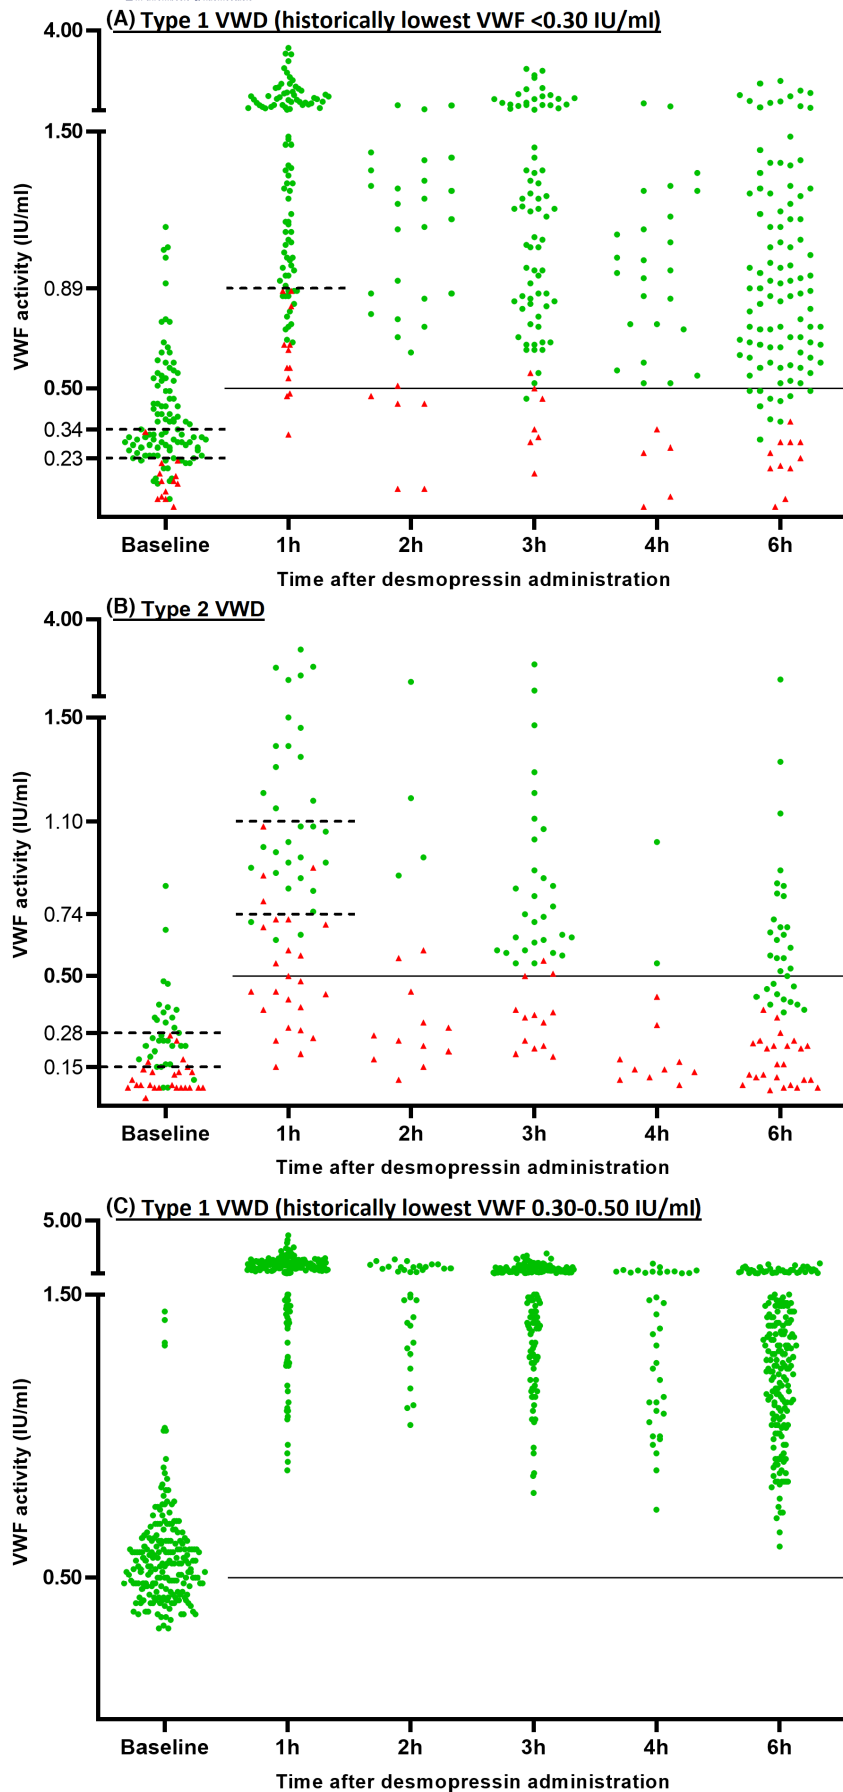 (A) Type 1 VWD (historically lowest VWF <0.30 IU/ml)
4.00
1.50
0.89
0.50
0.34
0.23
VWF activity (IU/ml)
Baseline 1h 2h 3h 4h 6h
Time after desmopressin administration
(B) Type 2 VWD
4.00
1.50
1.10
0.74
0.50
0.28
0.15
VWF activity (IU/ml)
Baseline 1h 2h 3h 4h 6h
Time after desmopressin administration
(C) Type 1 VWD (historically lowest VWF 0.30-0.50 IU/ml)
5.00
1.50
0.50
VWF activity (IU/ml)
Baseline 1h 2h 3h 4h 6h
Time after desmopressin administration